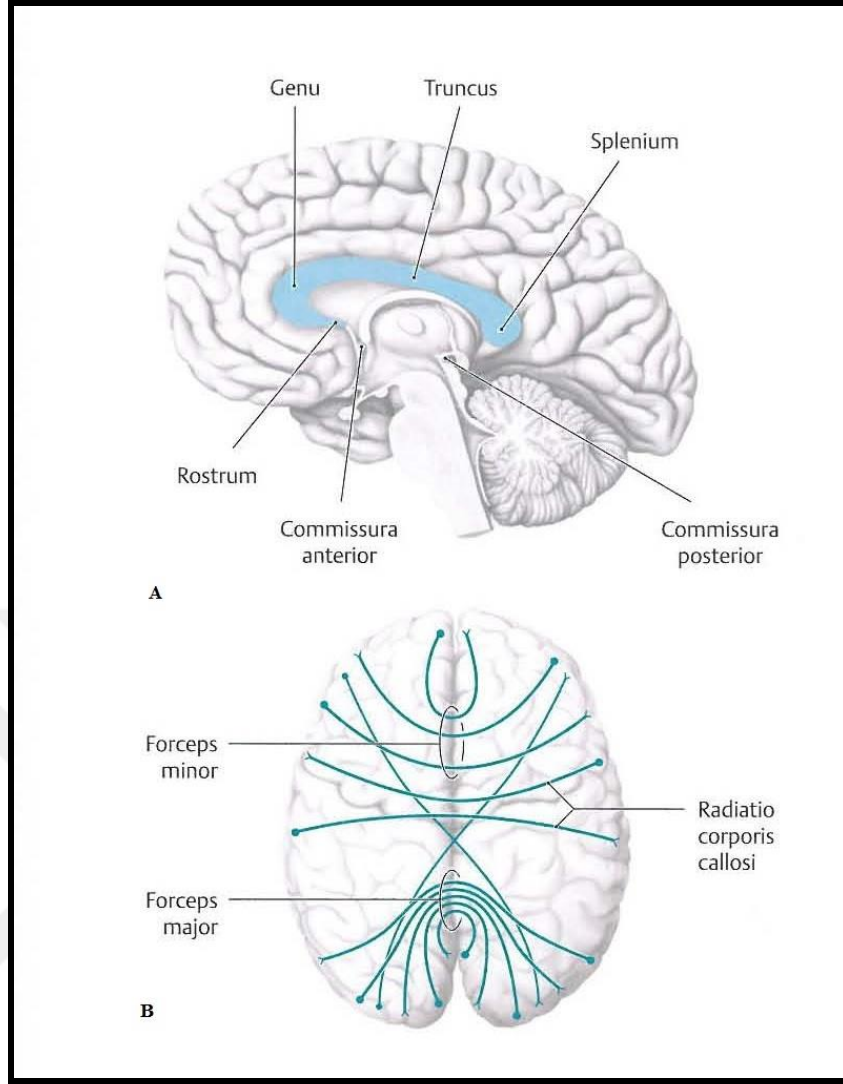 Genu
Truncus
Splenium
Rostrum
Commissura
anterior
Commissura
posterior
A
Forceps
minor
Radiatio
corporis
callosi
Forceps
major
B